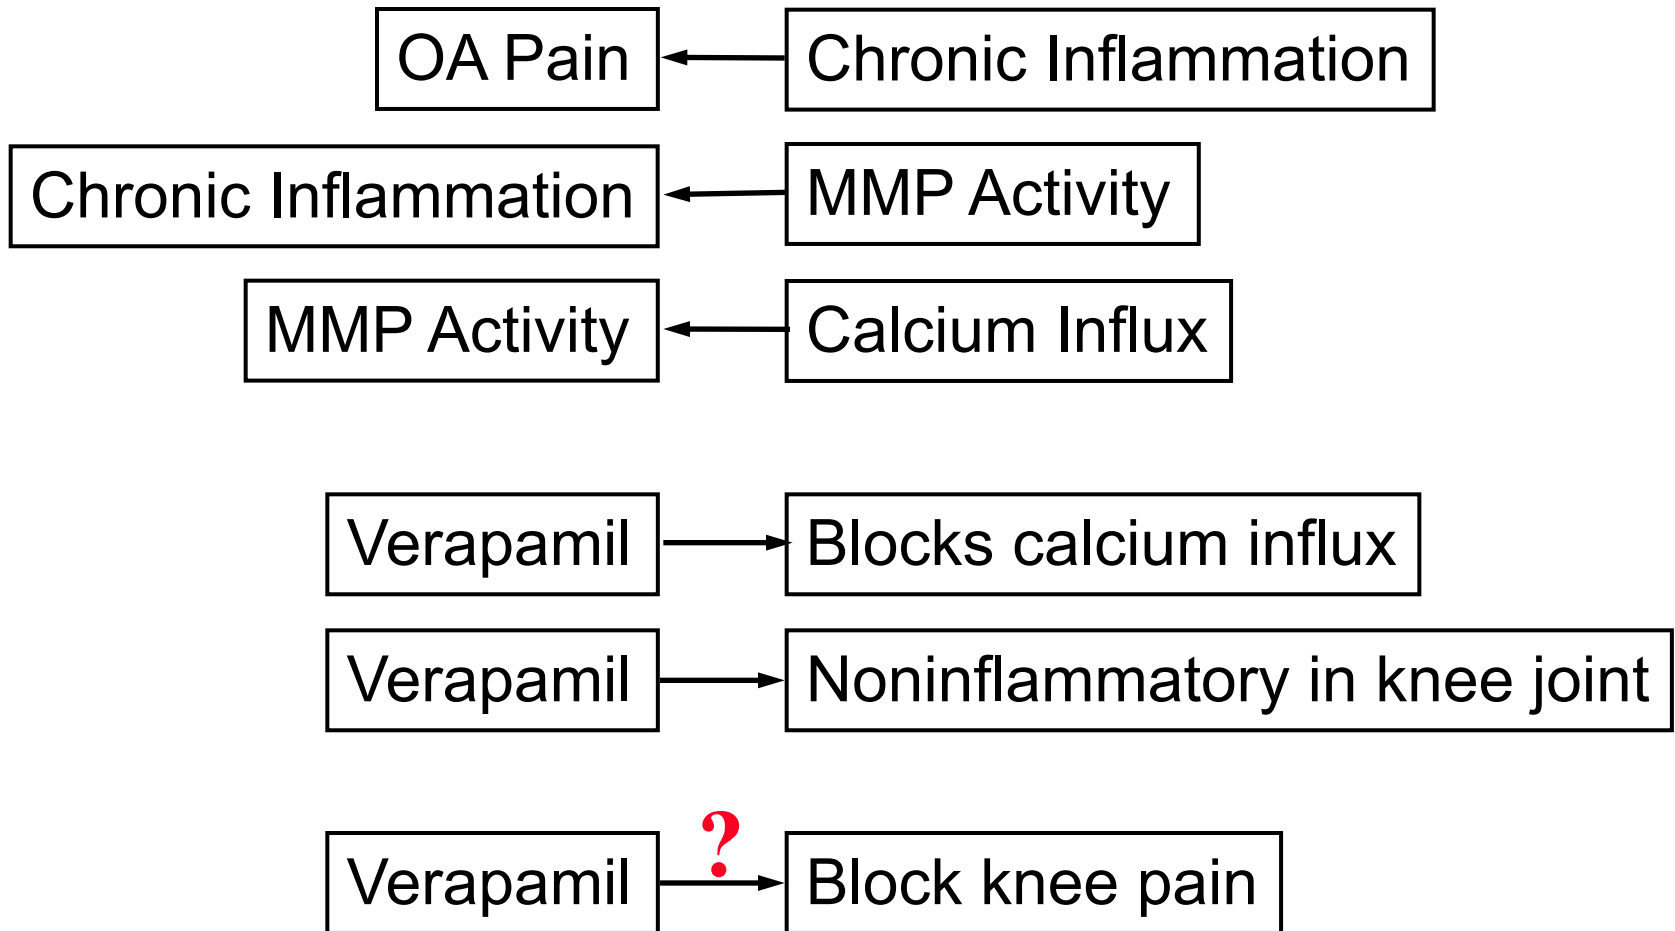 OA Pain
Chronic Inflammation
Chronic Inflammation
MMP Activity
MMP Activity
Calcium Influx
Verapamil
Blocks calcium influx
Verapamil
Noninflammatory in knee joint
?
Verapamil
Block knee pain